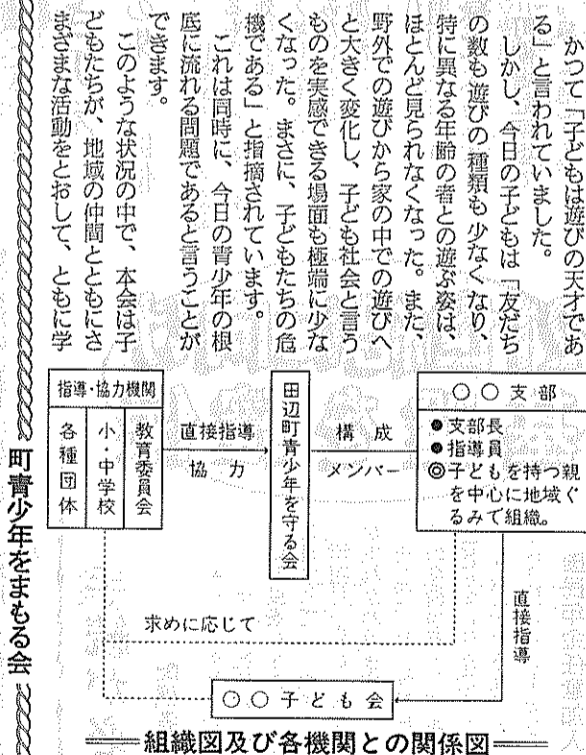 かつて「子どもは遊びの天才であ
る」と言われていました。
しかし、今日の子どもは「友だち
の数も遊びの種類も少なくなり、
特に異なる年齢の者との遊ぶ姿は、
ほとんど見られなくなった。また、
野外での遊びから家の中での遊びへ
と大きく変化し、子ども社会と言う
ものを実感できる場面も極端に少な
くなった。まさに、子どもたちの危
機である」と指摘されています。
これは同時に、今日の青少年の根
底に流れる問題であると言うことが
できます。
このような状況の中で、本会は子
どもたちが、地域の仲間とともにさ
まざまな活動をとおして、ともに学
町青少年をまもる会
指導・協力機関
教育委員会
小・中学校
各種団体
直接指導
協力
田辺町青少年を守る会
構成
メンバー
○○支部
●支部長
●指導員
◎子どもを持つ親
を中心に地域ぐ
るみで組織。
直接指導
求めに応じて
○○子ども会
組織図及び各機関との関係図